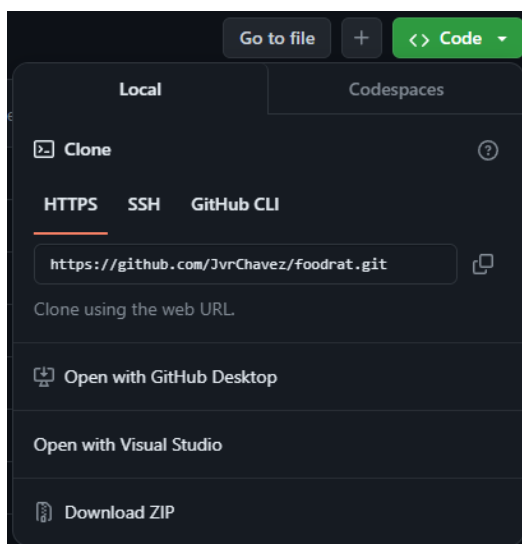 Go to file + <> Code
Local Codespaces
Clone
HTTPS SSH GitHub CLI
https://github.com/JvrChavez/foodrat.git
Clone using the web URL.
Open with GitHub Desktop
Open with Visual Studio
Download ZIP